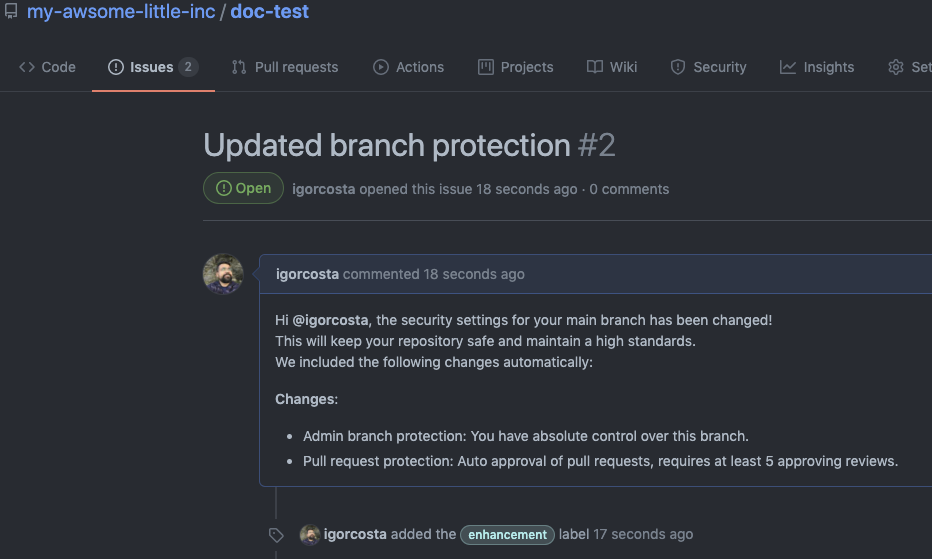 my-awsome-little-inc / doc-test
Code Issues 2 Pull requests Actions Projects Wiki Security Insights
Updated branch protection #2
Open igorcosta opened this issue 18 seconds ago · 0 comments
igorcosta commented 18 seconds ago
Hi @igorcosta, the security settings for your main branch has been changed!
This will keep your repository safe and maintain a high standards.
We included the following changes automatically:
Changes:
• Admin branch protection: You have absolute control over this branch.
• Pull request protection: Auto approval of pull requests, requires at least 5 approving reviews.
igorcosta added the enhancement label 17 seconds ago